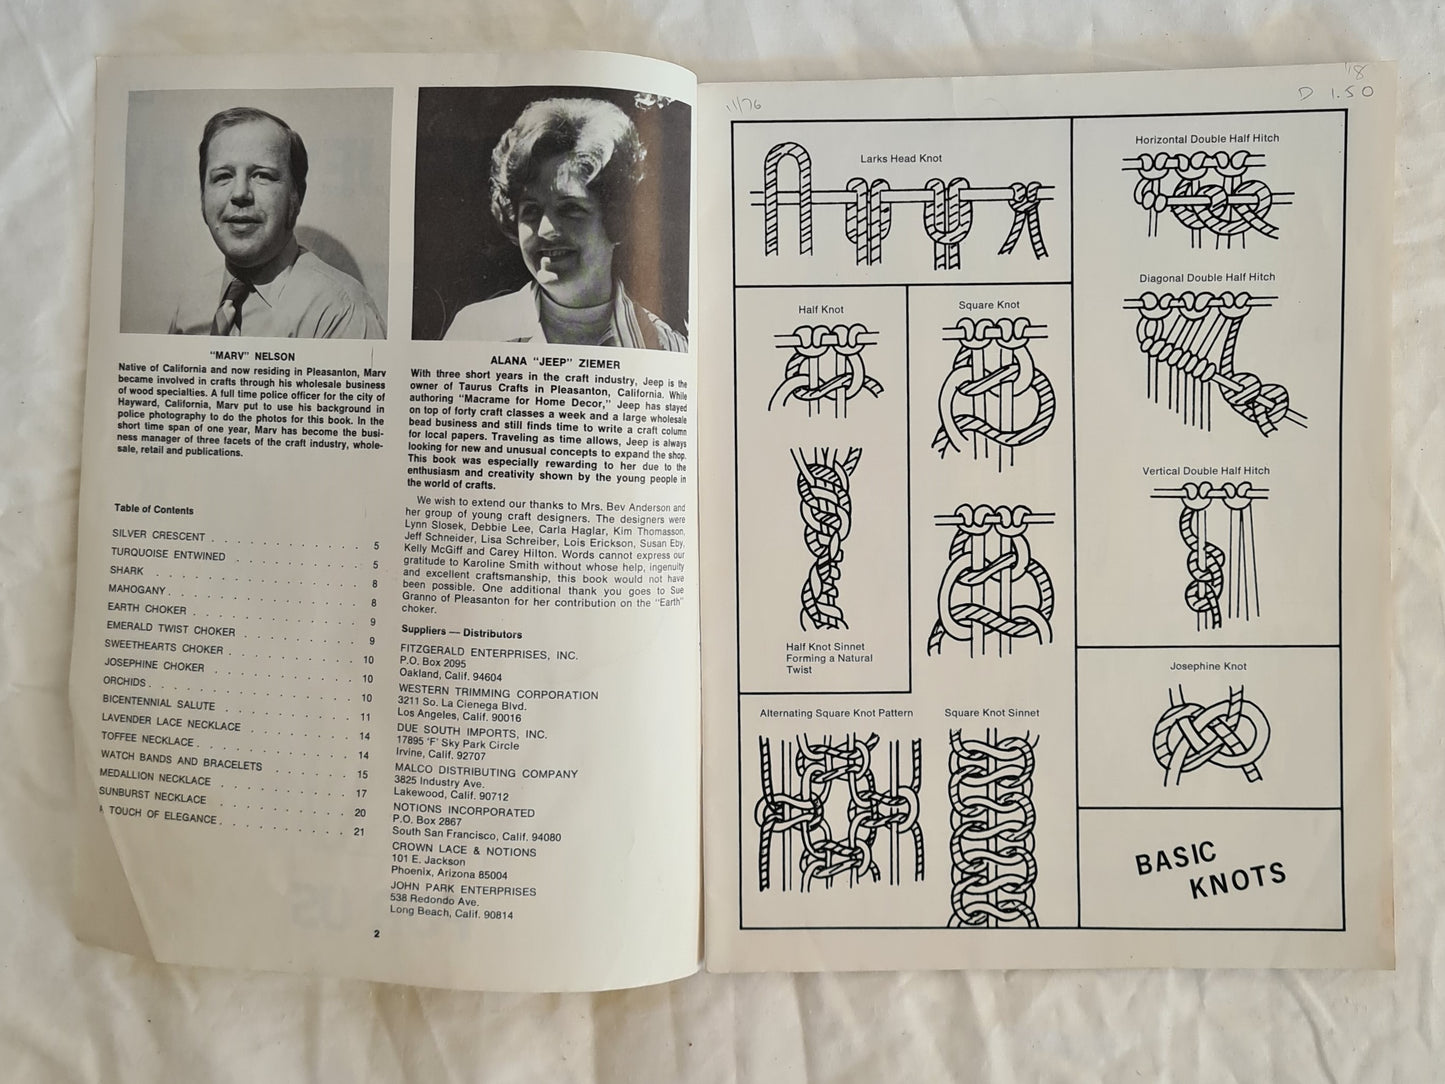 "MARV" NELSON
Native of California and now residing in Pleasanton, Marv
became involved in crafts through his wholesale business
of wood specialties. A full time police officer for the city of
Hayward, California, Marv put to use his background in
police photography to do the photos for this book. In the
short time span of one year, Marv has become the busi-
ness manager of three facets of the craft industry, whole-
sale, retail and publications.
ALANA "JEEP" ZIEMER
With three short years in the craft industry, Jeep is the
owner of Taurus Crafts in Pleasanton, California. While
authoring "Macrame for Home Decor," Jeep has stayed
on top of forty craft classes a week and a large wholesale
bead business and still finds time to write a craft column
for local papers. Traveling as time allows, Jeep is always
looking for new and unusual concepts to expand the shop.
This book was especially rewarding to her due to the
enthusiasm and creativity shown by the young people in
the world of crafts.
We wish to extend our thanks to Mrs. Bev Anderson and
her group of young craft designers. The designers were
Lynn Slosek, Debbie Lee, Carla Haglar, Kim Thomasson,
Jeff Schneider, Lisa Schreiber, Lois Erickson, Susan Eby,
Kelly McGiff and Carey Hilton. Words cannot express our
gratitude to Karoline Smith without whose help, ingenuity
and excellent craftsmanship, this book would not have
been possible. One additional thank you goes to Sue
Granno of Pleasanton for her contribution on the "Earth"
choker.
Table of Contents
SILVER CRESCENT . . . . . . . . . . . 5
TURQUOISE ENTWINED . . . . . . . . . 5
SHARK . . . . . . . . . . . . . . . 8
MAHOGANY . . . . . . . . . . . . . . 8
EARTH CHOKER . . . . . . . . . . . . 9
EMERALD TWIST CHOKER . . . . . . . . 9
SWEETHEARTS CHOKER . . . . . . . . . 10
JOSEPHINE CHOKER . . . . . . . . . . 10
ORCHIDS . . . . . . . . . . . . . . 10
BICENTENNIAL SALUTE . . . . . . . . 11
LAVENDER LACE NECKLACE . . . . . . . 14
TOFFEE NECKLACE . . . . . . . . . . 14
WATCH BANDS AND BRACELETS . . . . . . 15
MEDALLION NECKLACE . . . . . . . . . 17
SUNBURST NECKLACE . . . . . . . . . 20
A TOUCH OF ELEGANCE . . . . . . . . . 21
Suppliers — Distributors
FITZGERALD ENTERPRISES, INC.
P.O. Box 2095
Oakland, Calif. 94604
WESTERN TRIMMING CORPORATION
3211 So. La Cienega Blvd.
Los Angeles, Calif. 90016
DUE SOUTH IMPORTS, INC.
17895 'F' Sky Park Circle
Irvine, Calif. 92707
MALCO DISTRIBUTING COMPANY
3825 Industry Ave.
Lakewood, Calif. 90712
NOTIONS INCORPORATED
P.O. Box 2867
South San Francisco, Calif. 94080
CROWN LACE & NOTIONS
101 E. Jackson
Phoenix, Arizona 85004
JOHN PARK ENTERPRISES
538 Redondo Ave.
Long Beach, Calif. 90814
2
11/76
'18
D 1.50
Larks Head Knot
Horizontal Double Half Hitch
Diagonal Double Half Hitch
Half Knot
Square Knot
Vertical Double Half Hitch
Half Knot Sinnet
Forming a Natural
Twist
Josephine Knot
Alternating Square Knot Pattern
Square Knot Sinnet
BASIC
KNOTS